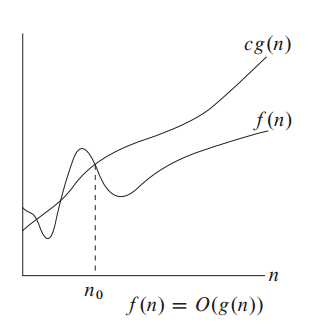 cg(n)
f(n)
n
n₀
f(n) = O(g(n))